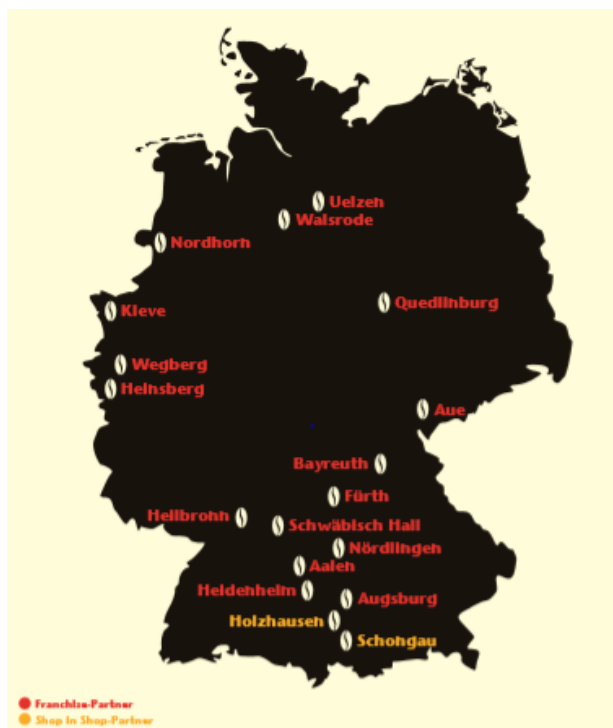 Uelzen
Walsrode
Nordhorn
Quedlinburg
Kleve
Wegberg
Heinsberg
Aue
Bayreuth
Fürth
Heilbronn
Schwäbisch Hall
Nördlingen
Aalen
Heidenheim
Augsburg
Holzhausen
Schongau
Franchise-Partner
Shop in Shop-Partner